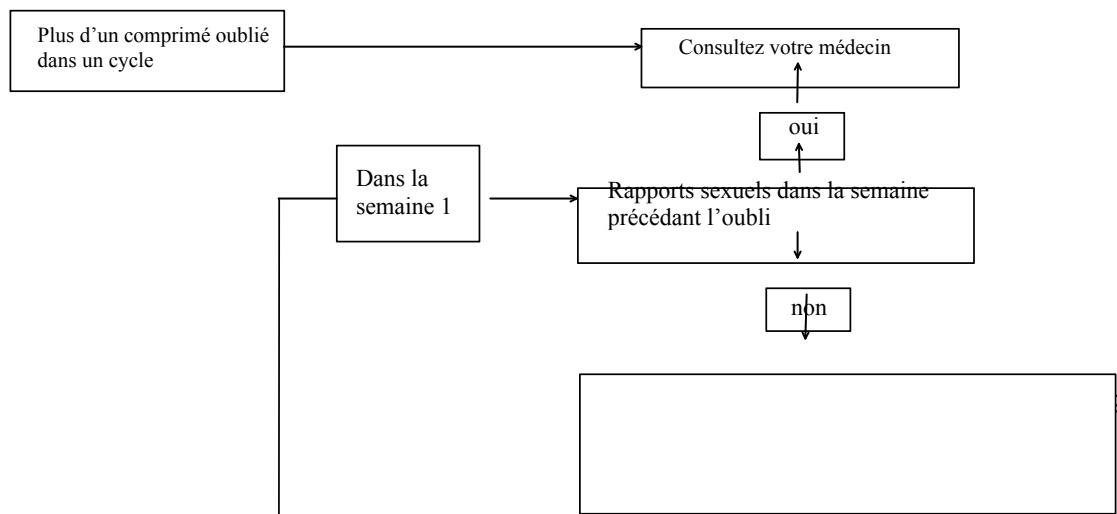 Plus d’un comprimé oublié
dans un cycle
Consultez votre médecin
oui
Dans la
semaine 1
Rapports sexuels dans la semaine
précédant l’oubli
non